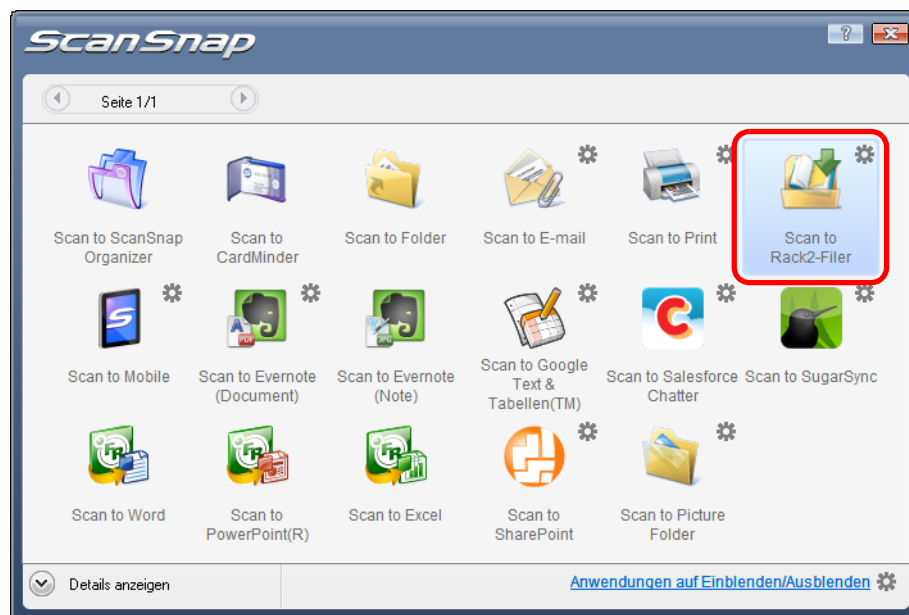 ScanSnap
Seite 1/1
Scan to ScanSnap
Organizer
Scan to
CardMinder
Scan to Folder
Scan to E-mail
Scan to Print
Scan to
Rack2-Filer
Scan to Mobile
Scan to Evernote
(Document)
Scan to Evernote
(Note)
Scan to Google
Text &
Tabellen(TM)
Scan to Salesforce
Chatter
Scan to SugarSync
Scan to Word
Scan to
PowerPoint(R)
Scan to Excel
Scan to
SharePoint
Scan to Picture
Folder
Details anzeigen
Anwendungen auf Einblenden/Ausblenden